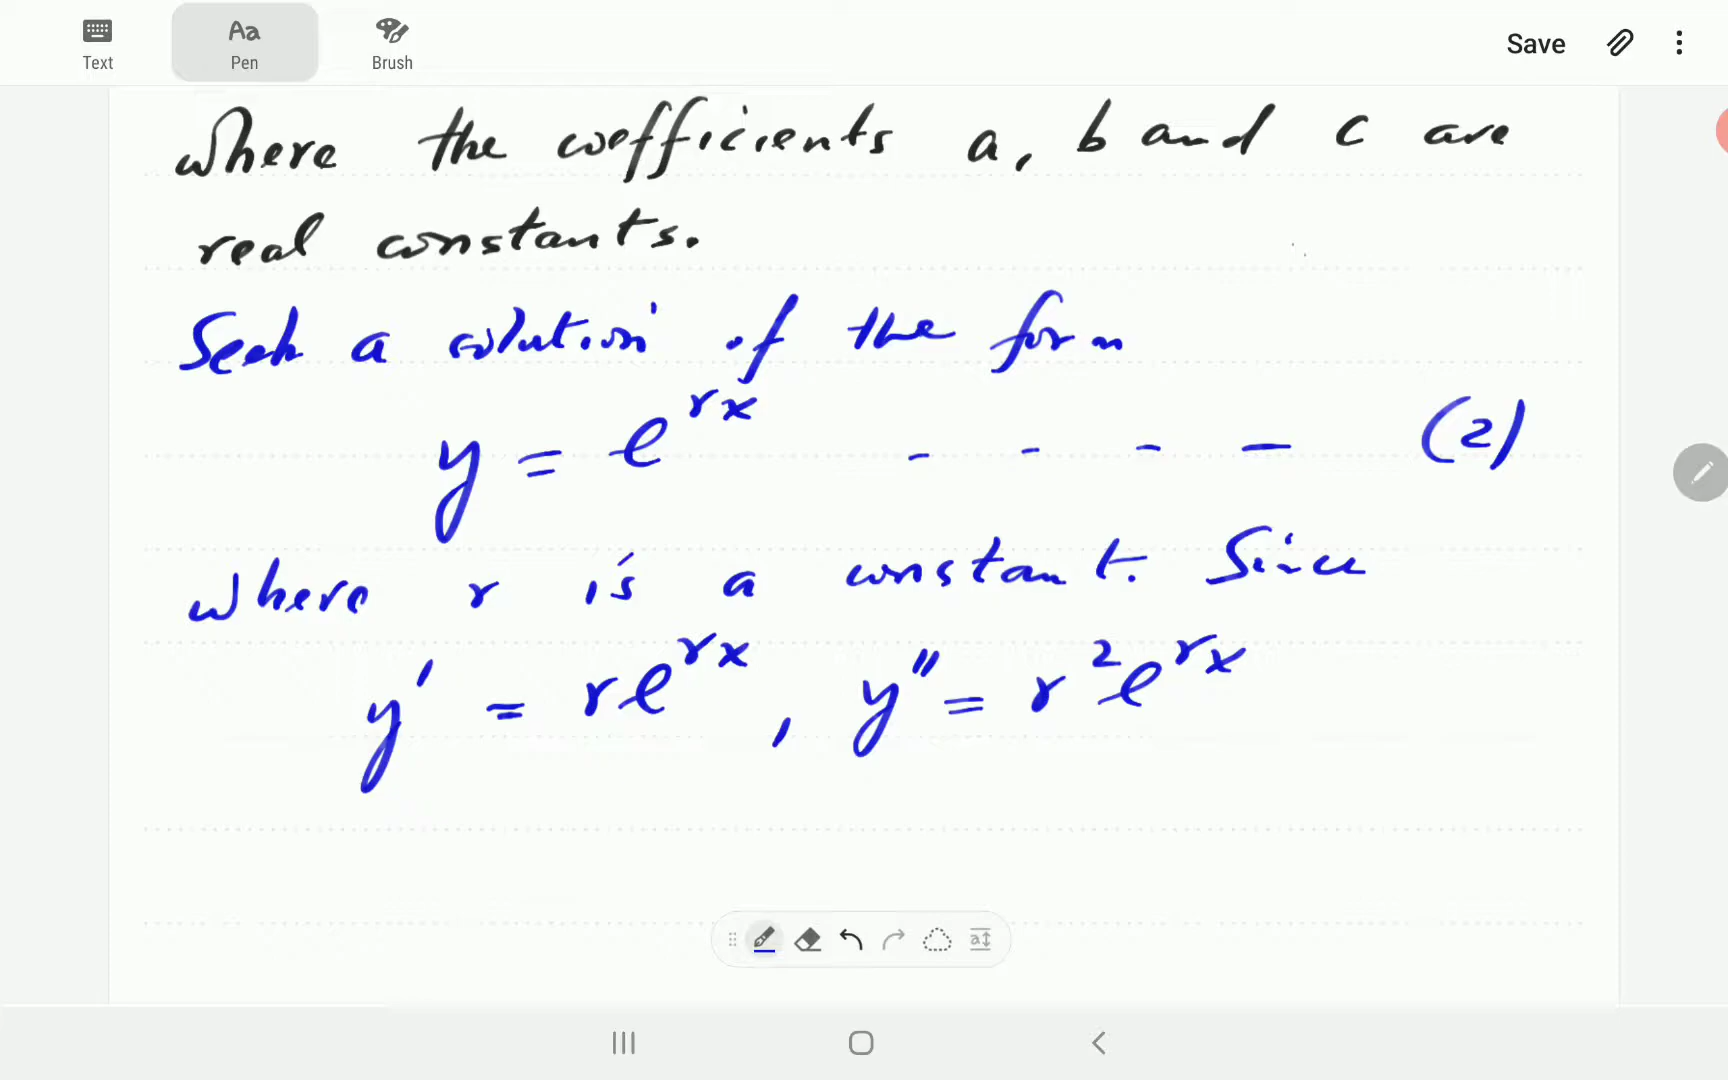 Text
Aa
Pen
Brush
Save
where the coefficients a, b and c are
real constants.
Seek a solution of the form
y = e^{rx} - - - - (2)
where r is a constant. Since
y' = re^{rx}, y'' = r^2e^{rx}
a